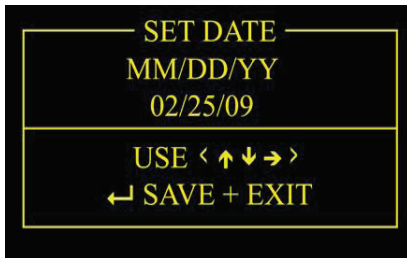 SET DATE
MM/DD/YY
02/25/09
USE < ↑ ↓ → >
↵ SAVE + EXIT